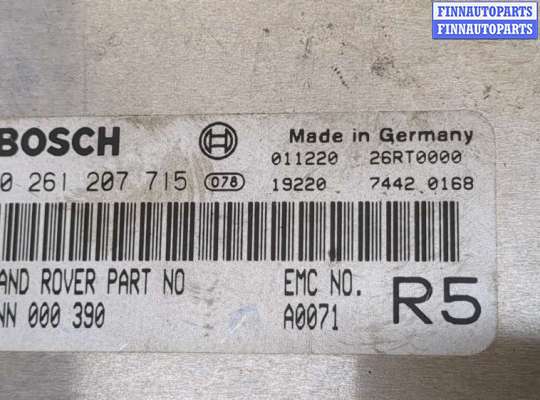 FINNAUTOPARTS
FINNAUTOPARTS
BOSCH
Made in Germany
011220 26RT0000
0 261 207 715 078 19220 7442 0168
AND ROVER PART NO EMC NO.
NN 000 390 A0071 R5